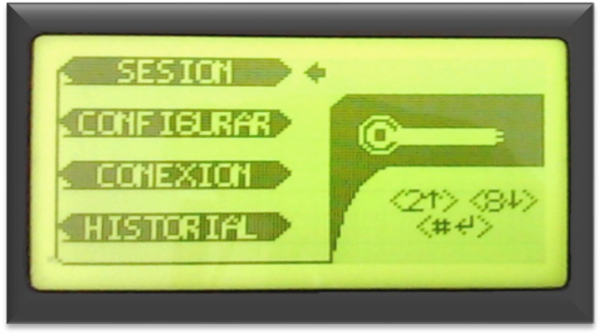 SESION
CONFIGURAR
CONEXION
HISTORIAL
<2↑> <8↓>
<#↵>